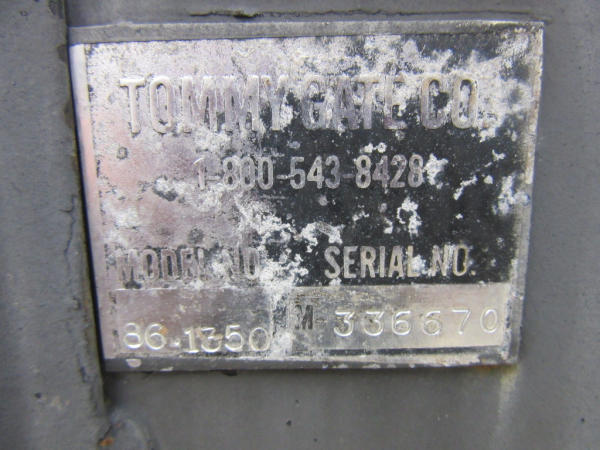 TOMMY GATE CO.
1-800-543-8428
MODEL NO. SERIAL NO.
86-1350 M-336670